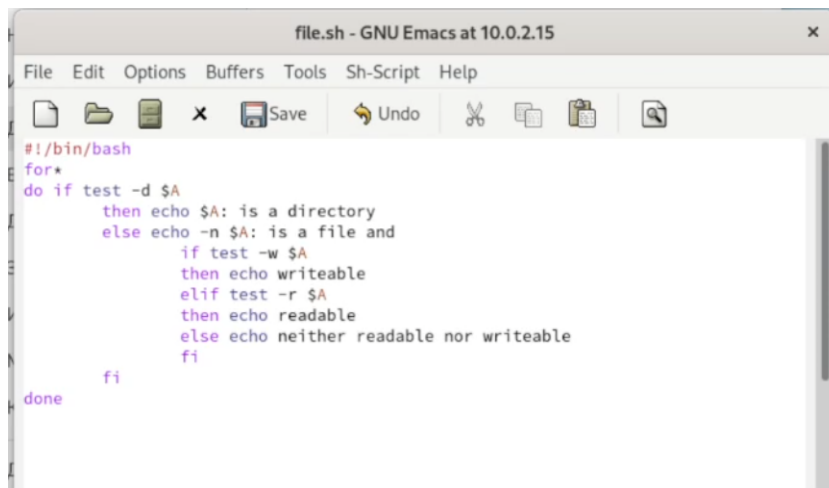 file.sh - GNU Emacs at 10.0.2.15
File Edit Options Buffers Tools Sh-Script Help
Save Undo
#!/bin/bash
for*
do if test -d $A
then echo $A: is a directory
else echo -n $A: is a file and
if test -w $A
then echo writeable
elif test -r $A
then echo readable
else echo neither readable nor writeable
fi
fi
done